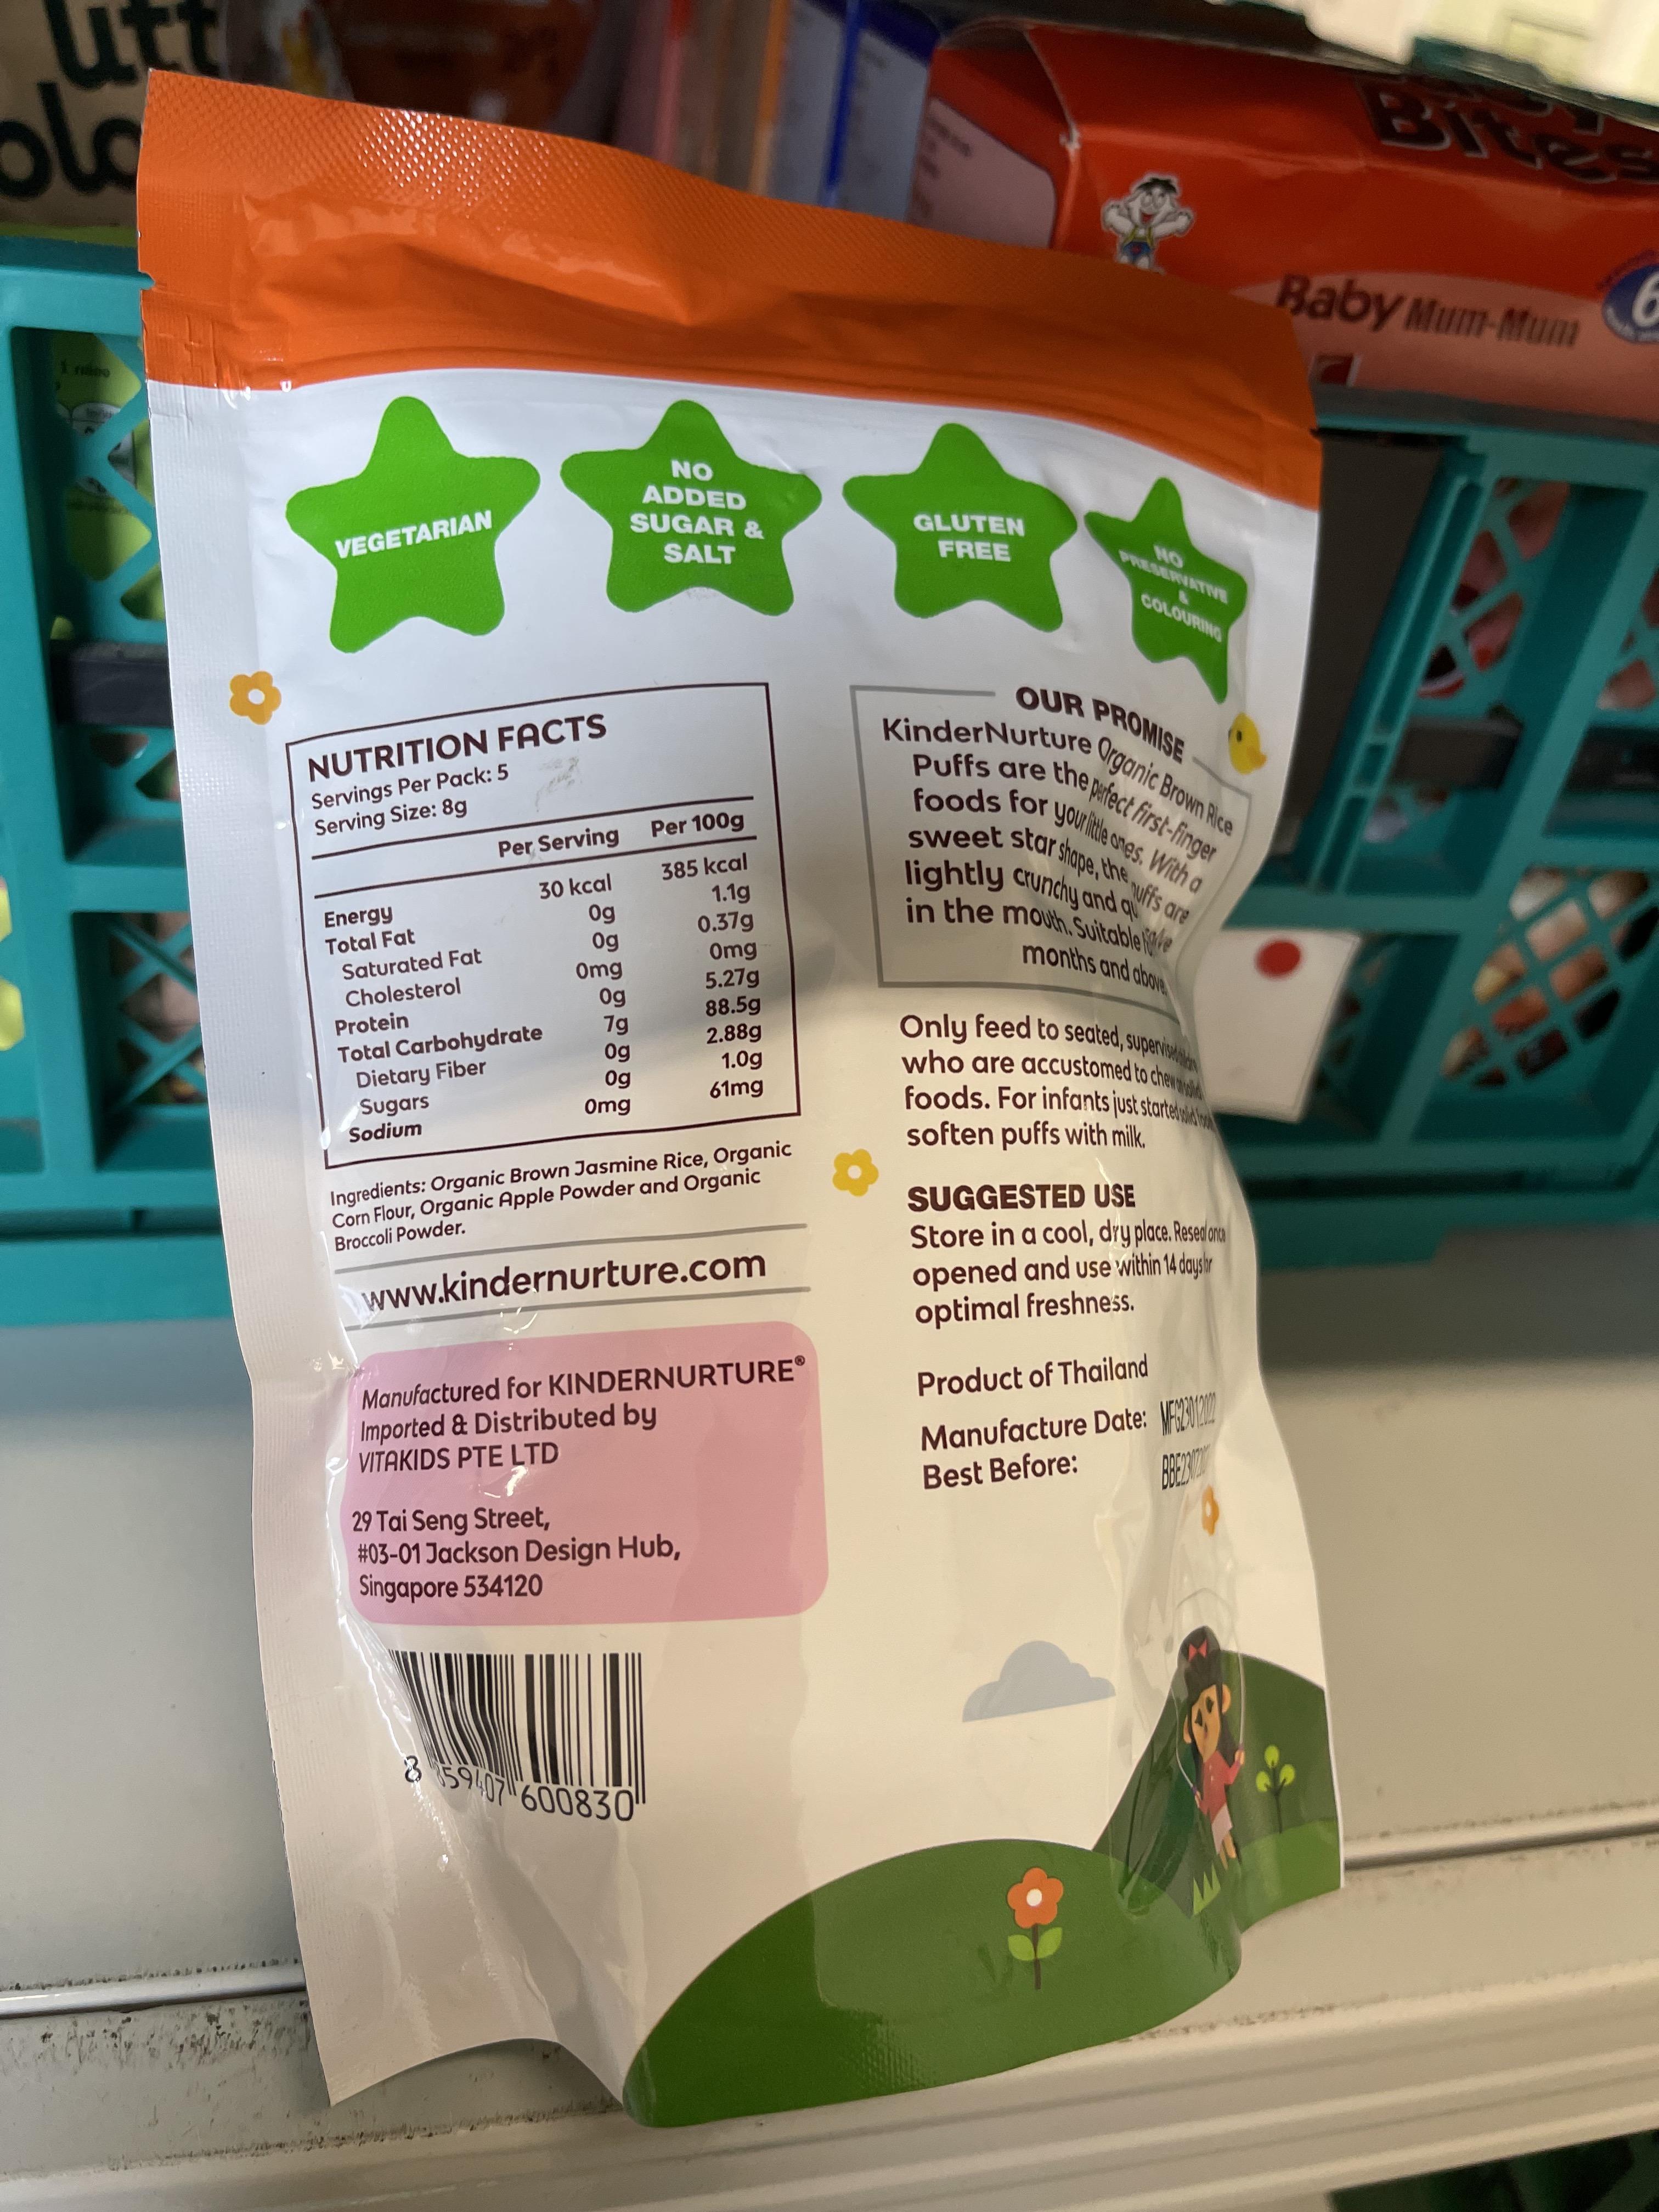 Bites
Baby Mum-Mum
6
VEGETARIAN
NO
ADDED
SUGAR &
SALT
GLUTEN
FREE
NO
PRESERVATIVE
&
COLOURING
NUTRITION FACTS
Servings Per Pack: 5
Serving Size: 8g
Per Serving Per 100g
Energy 30 kcal 385 kcal
Total Fat 0g 1.1g
Saturated Fat 0g 0.37g
Cholesterol 0mg 0mg
Protein 0g 5.27g
Total Carbohydrate 7g 88.5g
Dietary Fiber 0g 2.88g
Sugars 0g 1.0g
Sodium 0mg 61mg
Ingredients: Organic Brown Jasmine Rice, Organic
Corn Flour, Organic Apple Powder and Organic
Broccoli Powder.
www.kindernurture.com
Manufactured for KINDERNURTURE®
Imported & Distributed by
VITAKIDS PTE LTD
29 Tai Seng Street,
#03-01 Jackson Design Hub,
Singapore 534120
8 859407 600830
OUR PROMISE
KinderNurture Organic Brown Rice
Puffs are the perfect first-finger
foods for your little ones. With a
sweet star shape, the puffs are
lightly crunchy and
in the mouth. Suitable
months and above.
Only feed to seated, supervised
who are accustomed to chew
foods. For infants just started solid
soften puffs with milk.
SUGGESTED USE
Store in a cool, dry place. Reseal once
opened and use within 14 days for
optimal freshness.
Product of Thailand
Manufacture Date:
Best Before: